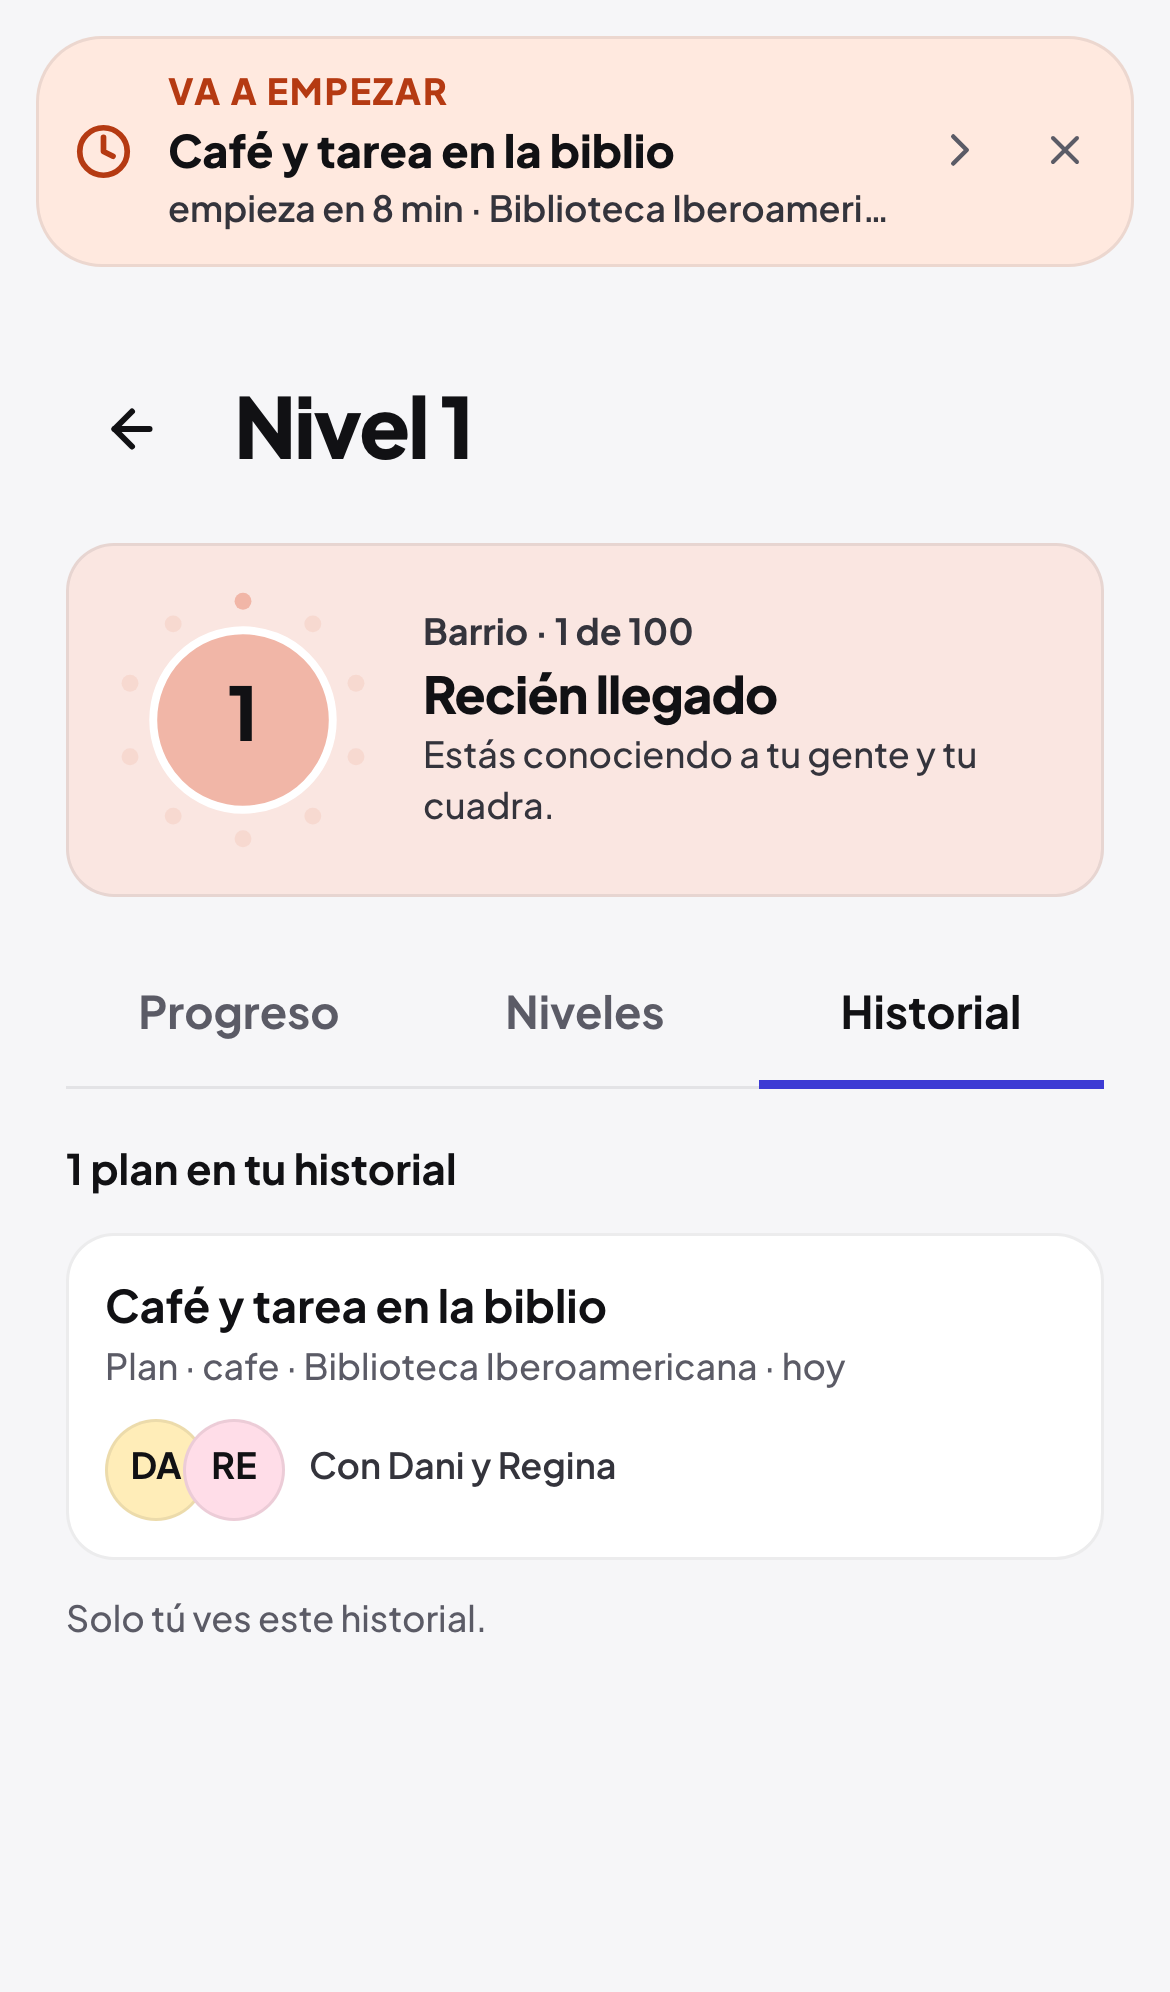 VA A EMPEZAR
Café y tarea en la biblio
empieza en 8 min · Biblioteca Iberoameri...
Nivel 1
1
Barrio · 1 de 100
Recién llegado
Estás conociendo a tu gente y tu
cuadra.
Progreso
Niveles
Historial
1 plan en tu historial
Café y tarea en la biblio
Plan · cafe · Biblioteca Iberoamericana · hoy
DA
RE
Con Dani y Regina
Solo tú ves este historial.